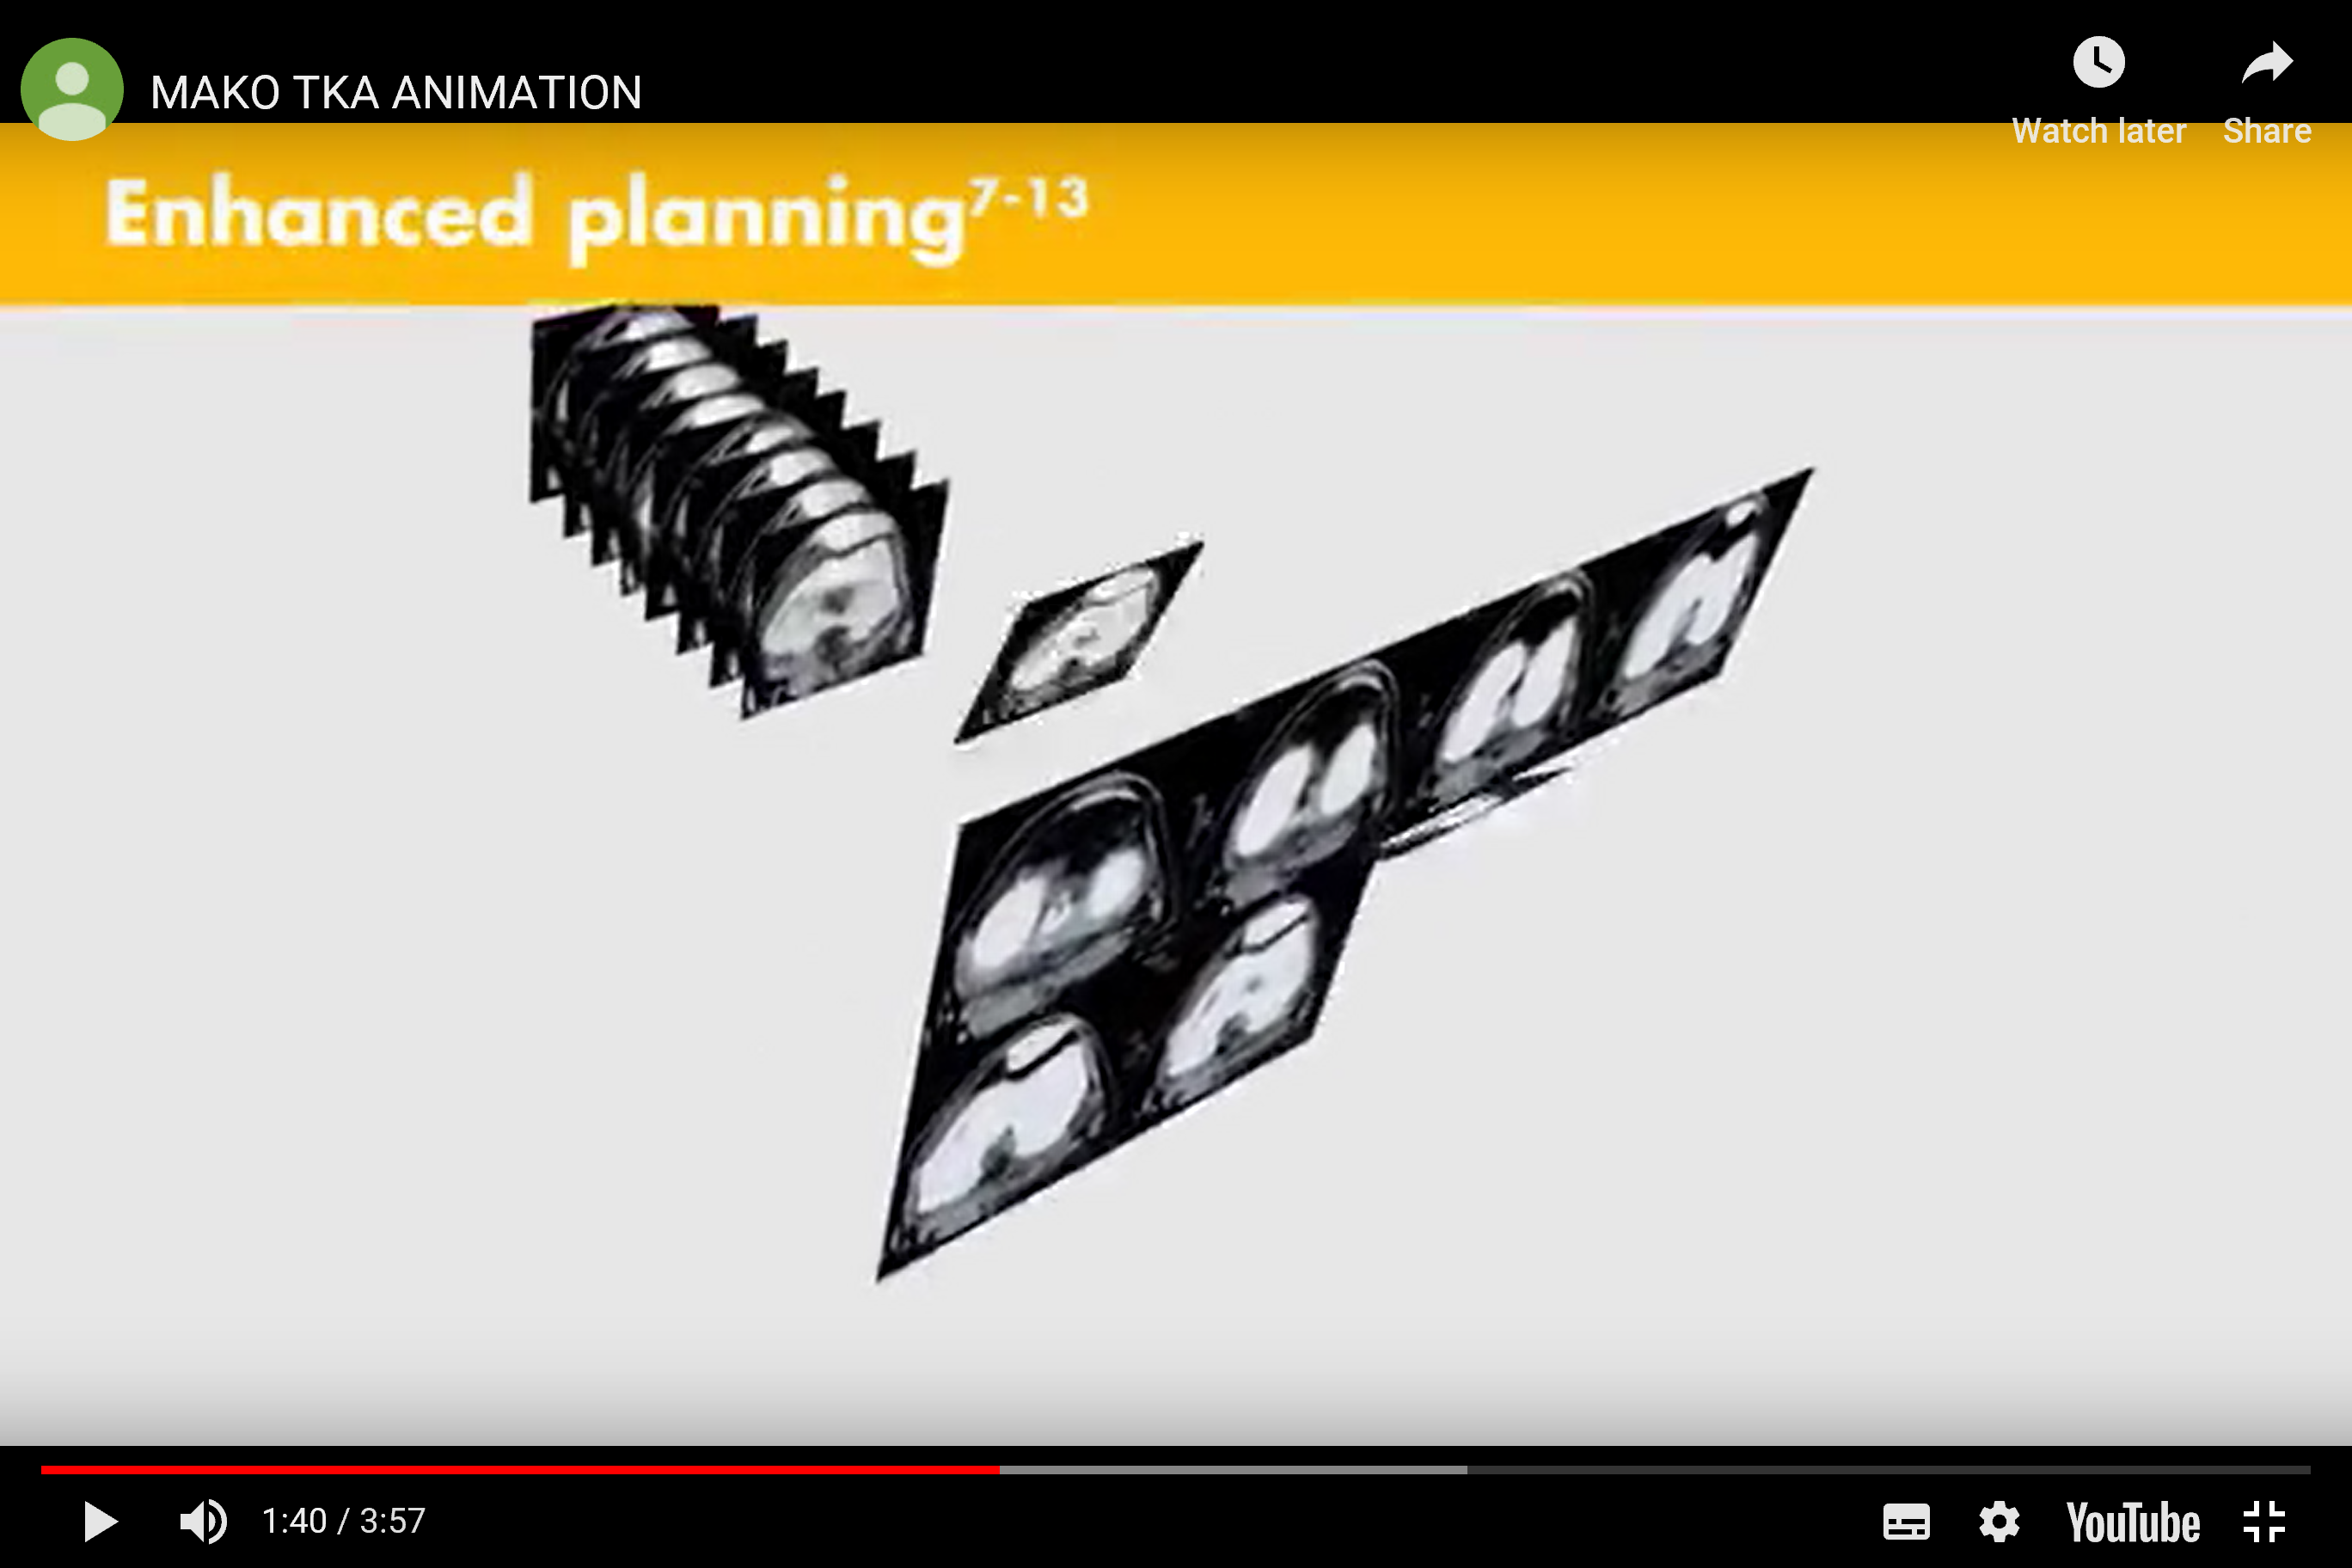 MAKO TKA ANIMATION
Watch later
Share
Enhanced planning7-13
1:40 / 3:57
YouTube